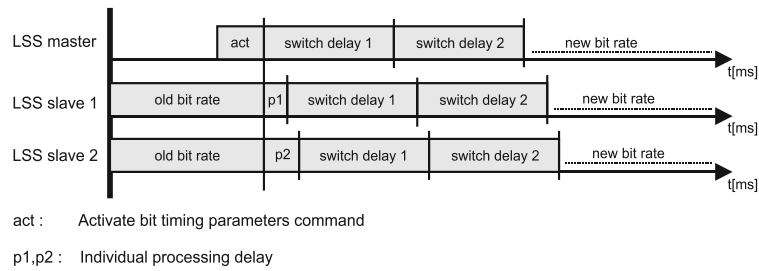 LSS master act switch delay 1 switch delay 2 new bit rate
t[ms]
LSS slave 1 old bit rate p1 switch delay 1 switch delay 2 new bit rate
t[ms]
LSS slave 2 old bit rate p2 switch delay 1 switch delay 2 new bit rate
t[ms]
act : Activate bit timing parameters command
p1,p2 : Individual processing delay